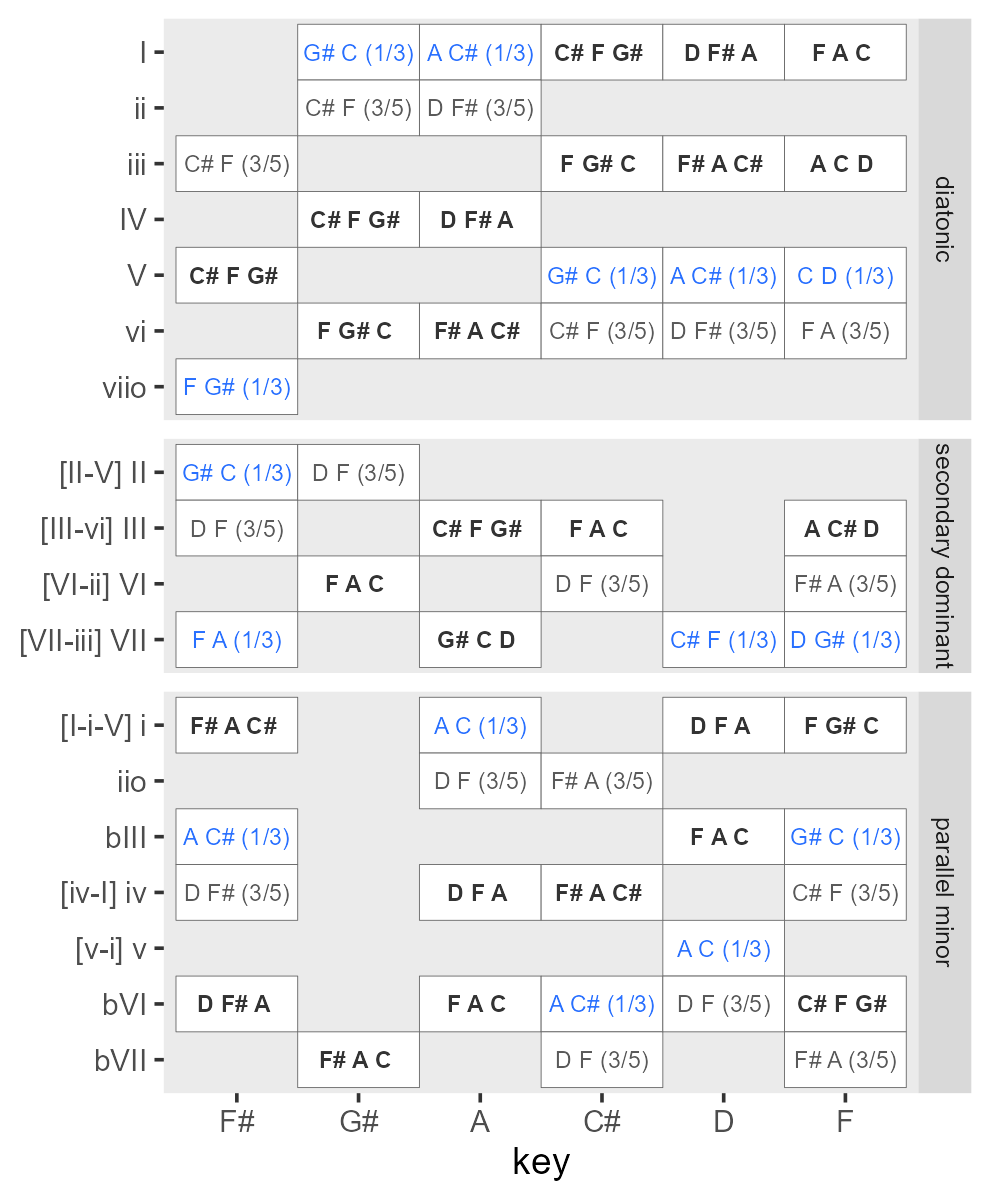 I G# C (1/3) A C# (1/3) C# F G# D F# A F A C
ii C# F (3/5) D F# (3/5)
iii C# F (3/5) F G# C F# A C# A C D
IV C# F G# D F# A
V C# F G# G# C (1/3) A C# (1/3) C D (1/3)
vi F G# C F# A C# C# F (3/5) D F# (3/5) F A (3/5)
viio F G# (1/3)
diatonic
[II-V] II G# C (1/3) D F (3/5)
[III-vi] III D F (3/5) C# F G# F A C A C# D
[VI-ii] VI F A C D F (3/5) F# A (3/5)
[VII-iii] VII F A (1/3) G# C D C# F (1/3) D G# (1/3)
secondary dominant
[I-i-V] i F# A C# A C (1/3) D F A F G# C
iio D F (3/5) F# A (3/5)
bIII A C# (1/3) F A C G# C (1/3)
[iv-I] iv D F# (3/5) D F A F# A C# C# F (3/5)
[v-i] v A C (1/3)
bVI D F# A F A C A C# (1/3) D F (3/5) C# F G#
bVII F# A C D F (3/5) F# A (3/5)
parallel minor
F# G# A C# D F
key